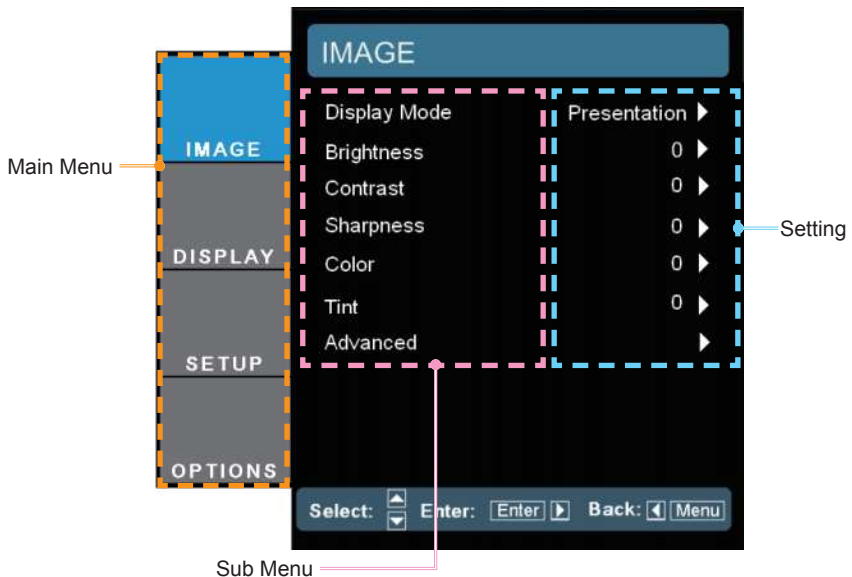 IMAGE
Display Mode Presentation
Brightness 0
IMAGE
Main Menu
Contrast 0
Sharpness 0
Setting
DISPLAY
Color 0
Tint 0
Advanced
SETUP
OPTIONS
Select: Enter: Enter Back: Menu
Sub Menu